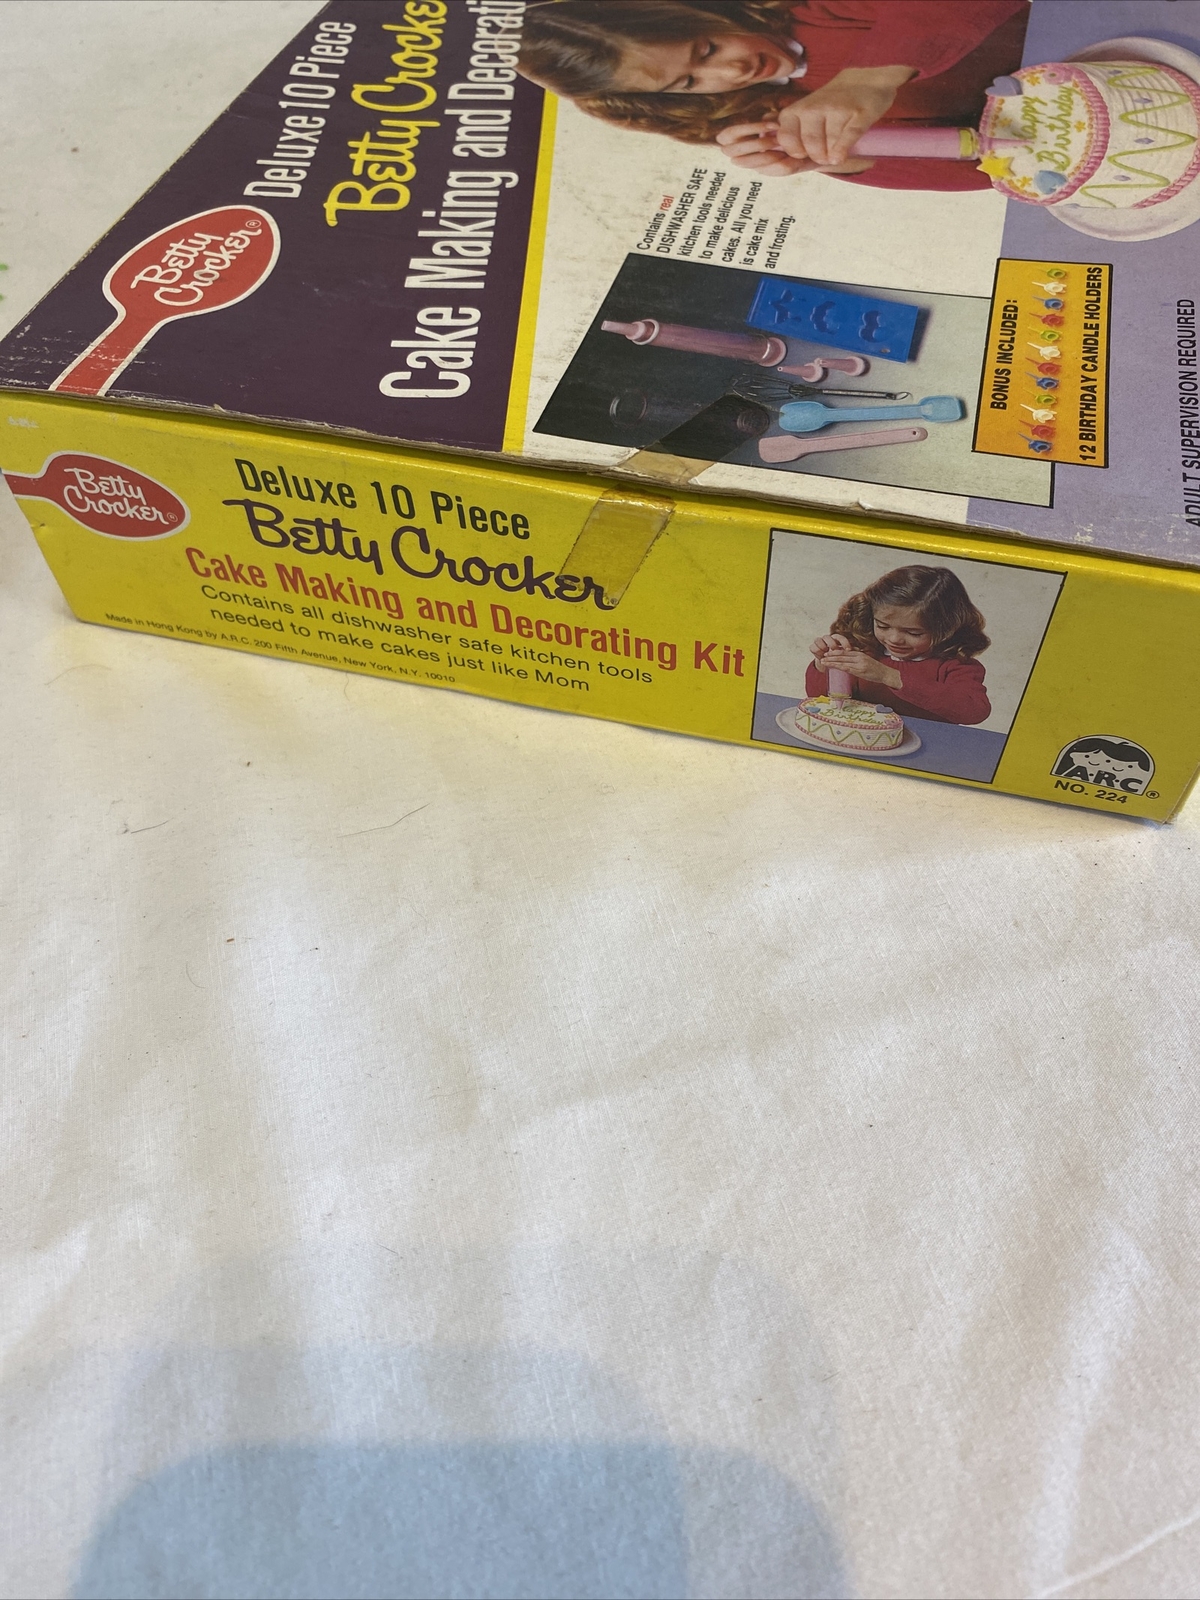 Betty
Crocker®
Deluxe 10 Piece
Betty Crocke
Cake Making and Decorati
Contains real
DISHWASHER SAFE
kitchen tools needed
to make delicious
cakes. All you need
is cake mix
and frosting.
Happy
Birthday
BONUS INCLUDED:
12 BIRTHDAY CANDLE HOLDERS
ADULT SUPERVISION REQUIRED
Betty
Crocker®
Deluxe 10 Piece
Betty Crocker®
Cake Making and Decorating Kit
Contains all dishwasher safe kitchen tools
needed to make cakes just like Mom
Made in Hong Kong by A.R.C. 200 Fifth Avenue, New York, N.Y. 10010
Happy
Birthday
A·R·C®
NO. 224